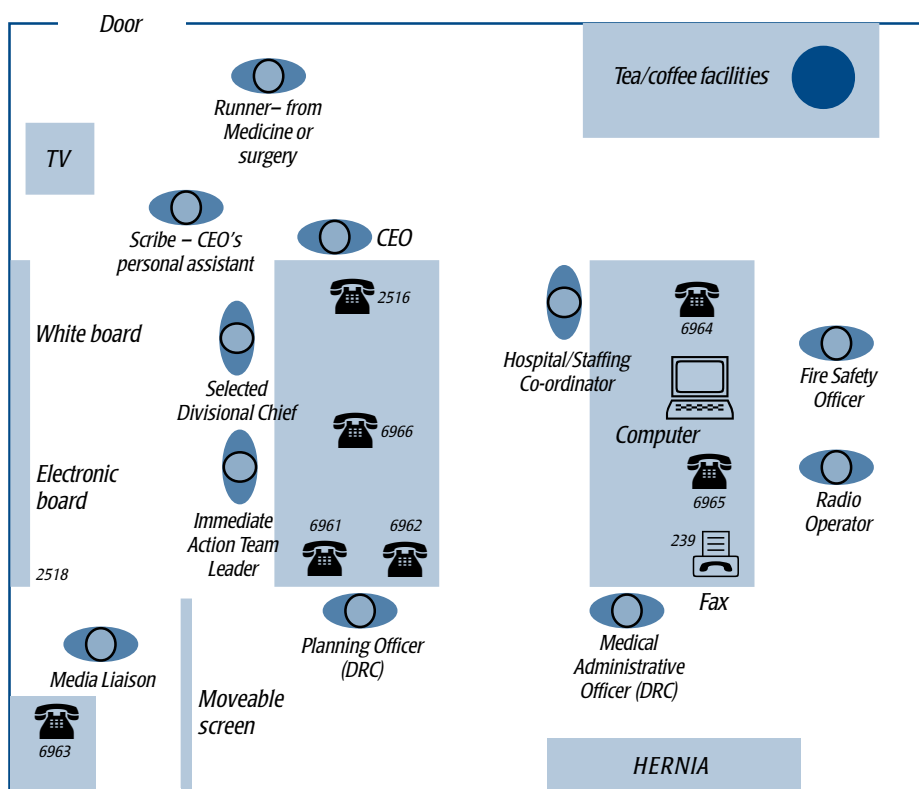 Door
Tea/coffee facilities
Runner– from
Medicine or
surgery
TV
Scribe – CEO's
personal assistant
CEO
2516
6964
White board
Selected
Divisional Chief
Hospital/Staffing
Co-ordinator
Fire Safety
Officer
6966
Computer
Electronic
board
6965
Radio
Operator
Immediate
Action Team
Leader
6961
6962
239
2518
Fax
Planning Officer
(DRC)
Medical
Administrative
Officer (DRC)
Media Liaison
Moveable
screen
6963
HERNIA